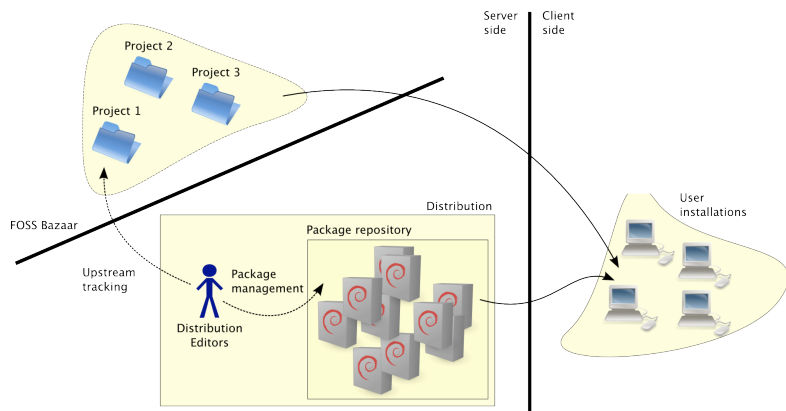 Server
side
Client
side
Project 2
Project 3
Project 1
FOSS Bazaar
Upstream
tracking
Distribution
Package repository
Package
management
Distribution
Editors
User
installations